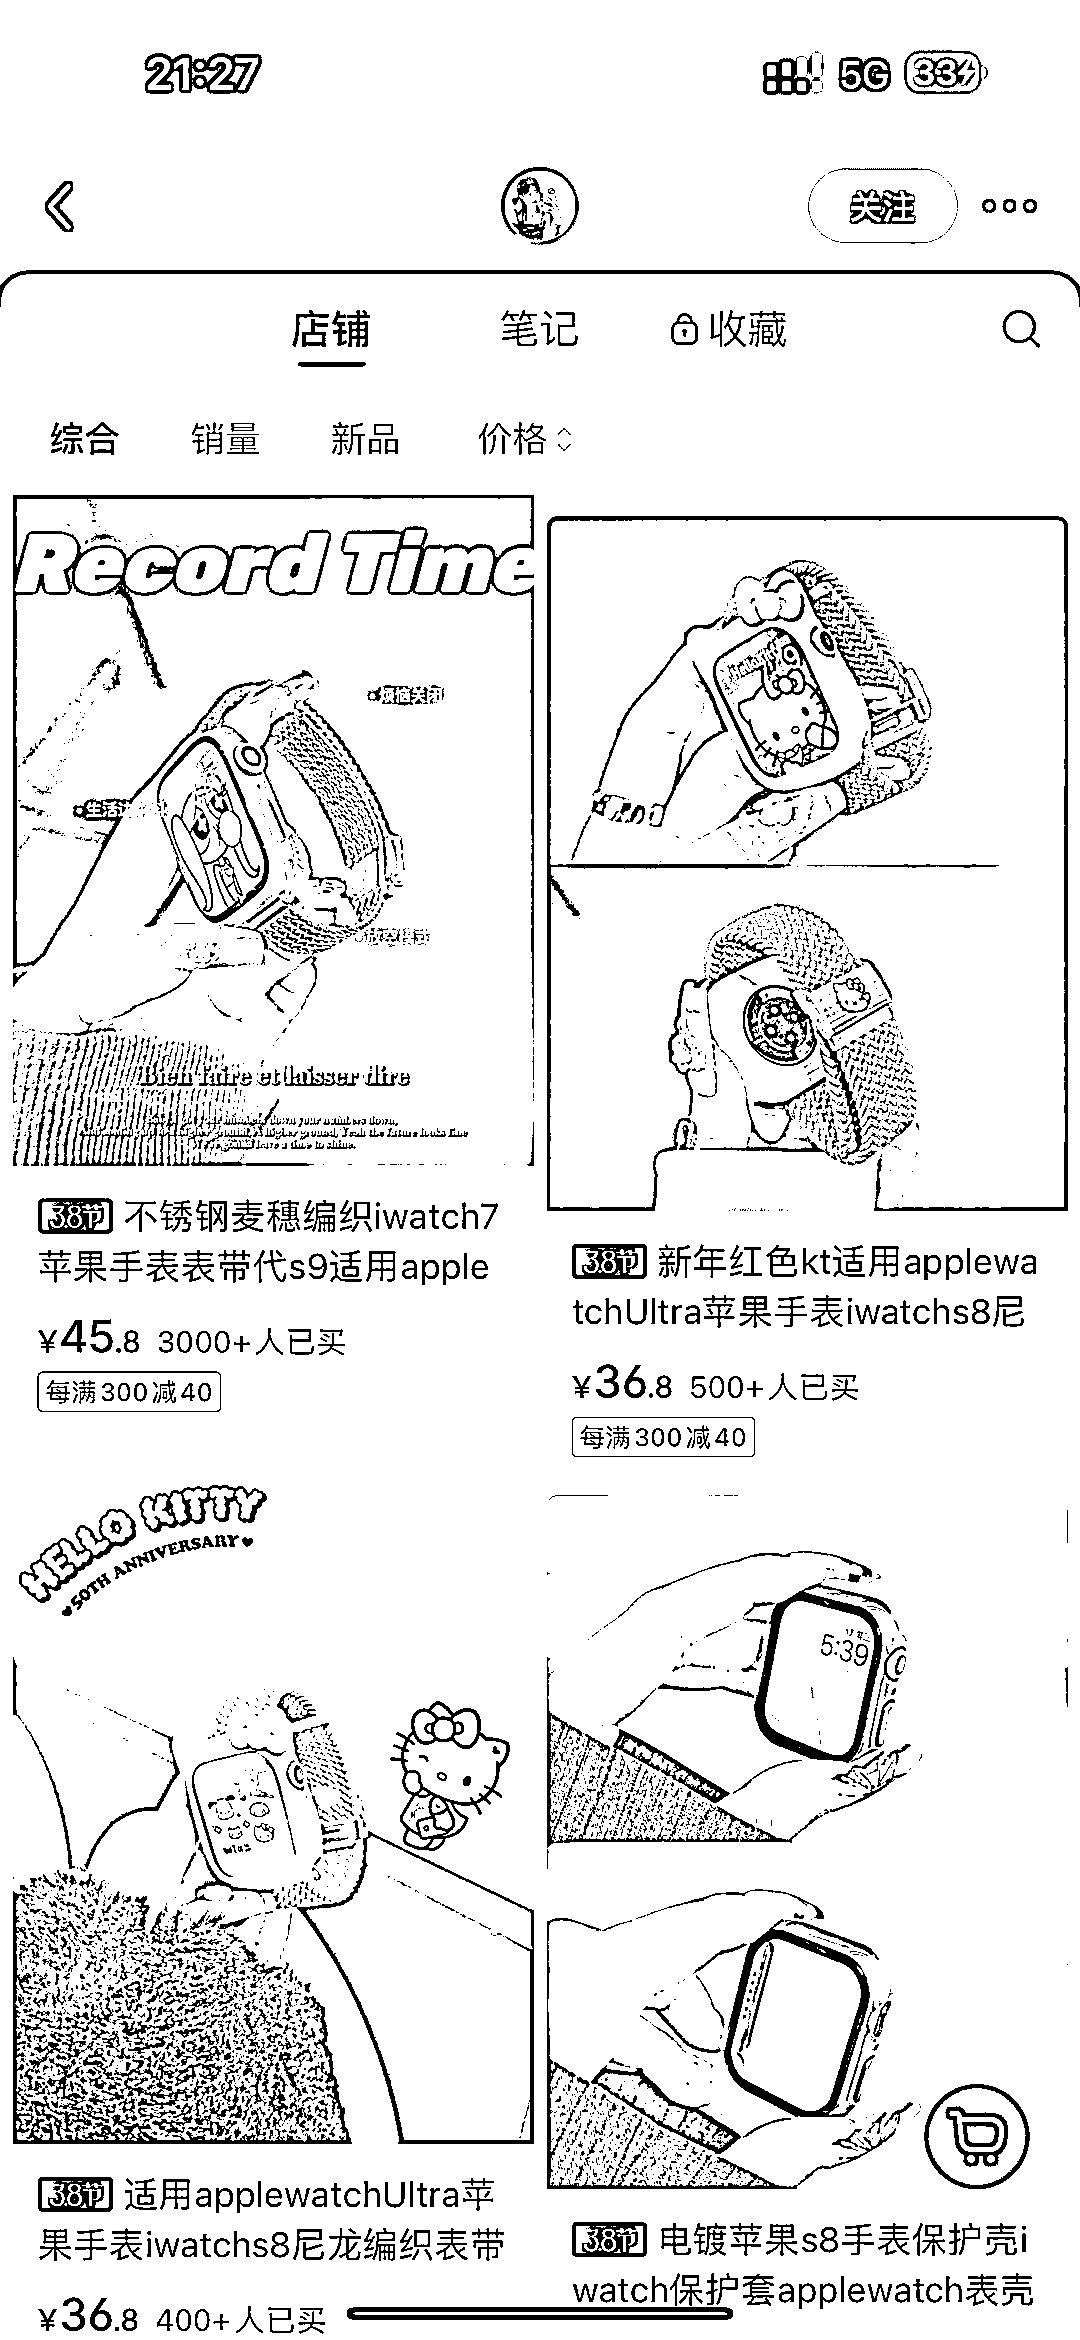 21:27
5G 33
关注
店铺 笔记 收藏
综合 销量 新品 价格
Record Time
烦恼关闭
放空模式
Bien faire et laisser dire
38节 不锈钢麦穗编织iwatch7
苹果手表表带代s9适用apple
¥45.8 3000+人已买
每满300减40
38节 新年红色kt适用applewa
tchUltra苹果手表iwatchs8尼
¥36.8 500+人已买
每满300减40
HELLO KITTY
50TH ANNIVERSARY
5:39
38节 适用applewatchUltra苹
果手表iwatchs8尼龙编织表带
¥36.8 400+人已买
38节 电镀苹果s8手表保护壳i
watch保护套applewatch表壳